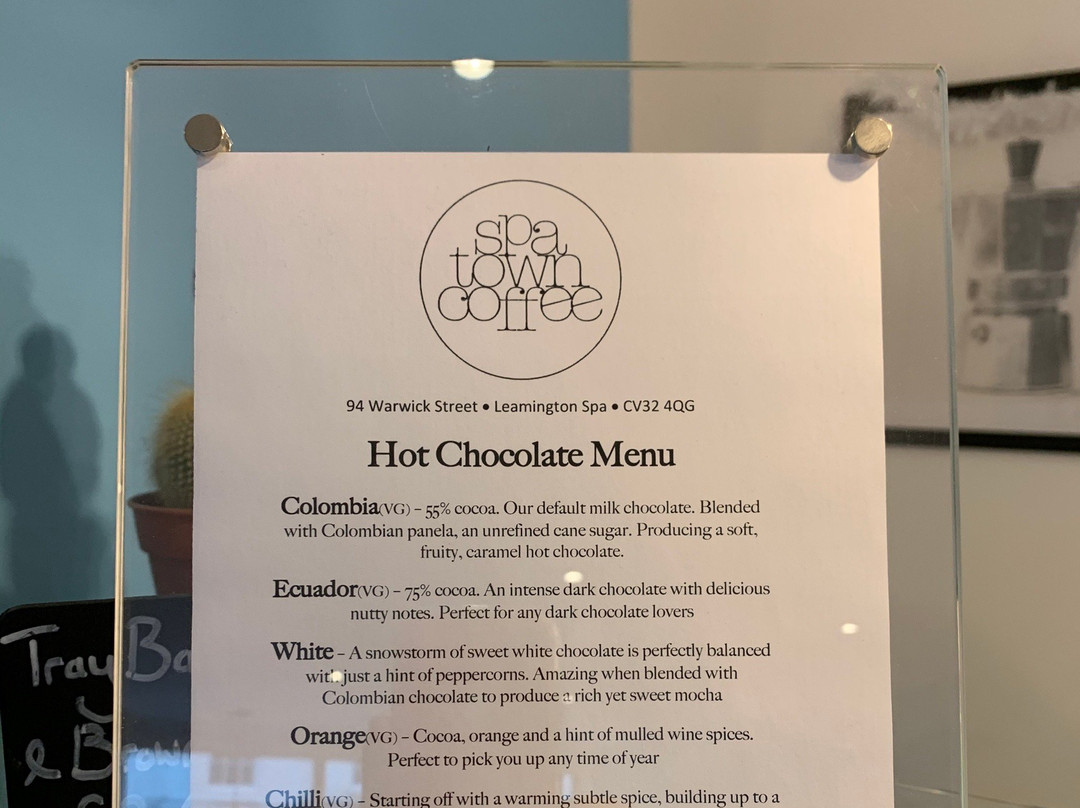 spa
town
coffee
94 Warwick Street • Leamington Spa • CV32 4QG
Hot Chocolate Menu
Colombia(VG) – 55% cocoa. Our default milk chocolate. Blended
with Colombian panela, an unrefined cane sugar. Producing a soft,
fruity, caramel hot chocolate.
Ecuador(VG) – 75% cocoa. An intense dark chocolate with delicious
nutty notes. Perfect for any dark chocolate lovers
White – A snowstorm of sweet white chocolate is perfectly balanced
with just a hint of peppercorns. Amazing when blended with
Colombian chocolate to produce a rich yet sweet mocha
Orange(VG) – Cocoa, orange and a hint of mulled wine spices.
Perfect to pick you up any time of year
Chilli(VG) – Starting off with a warming subtle spice, building up to a
Tray Ba
& Brown